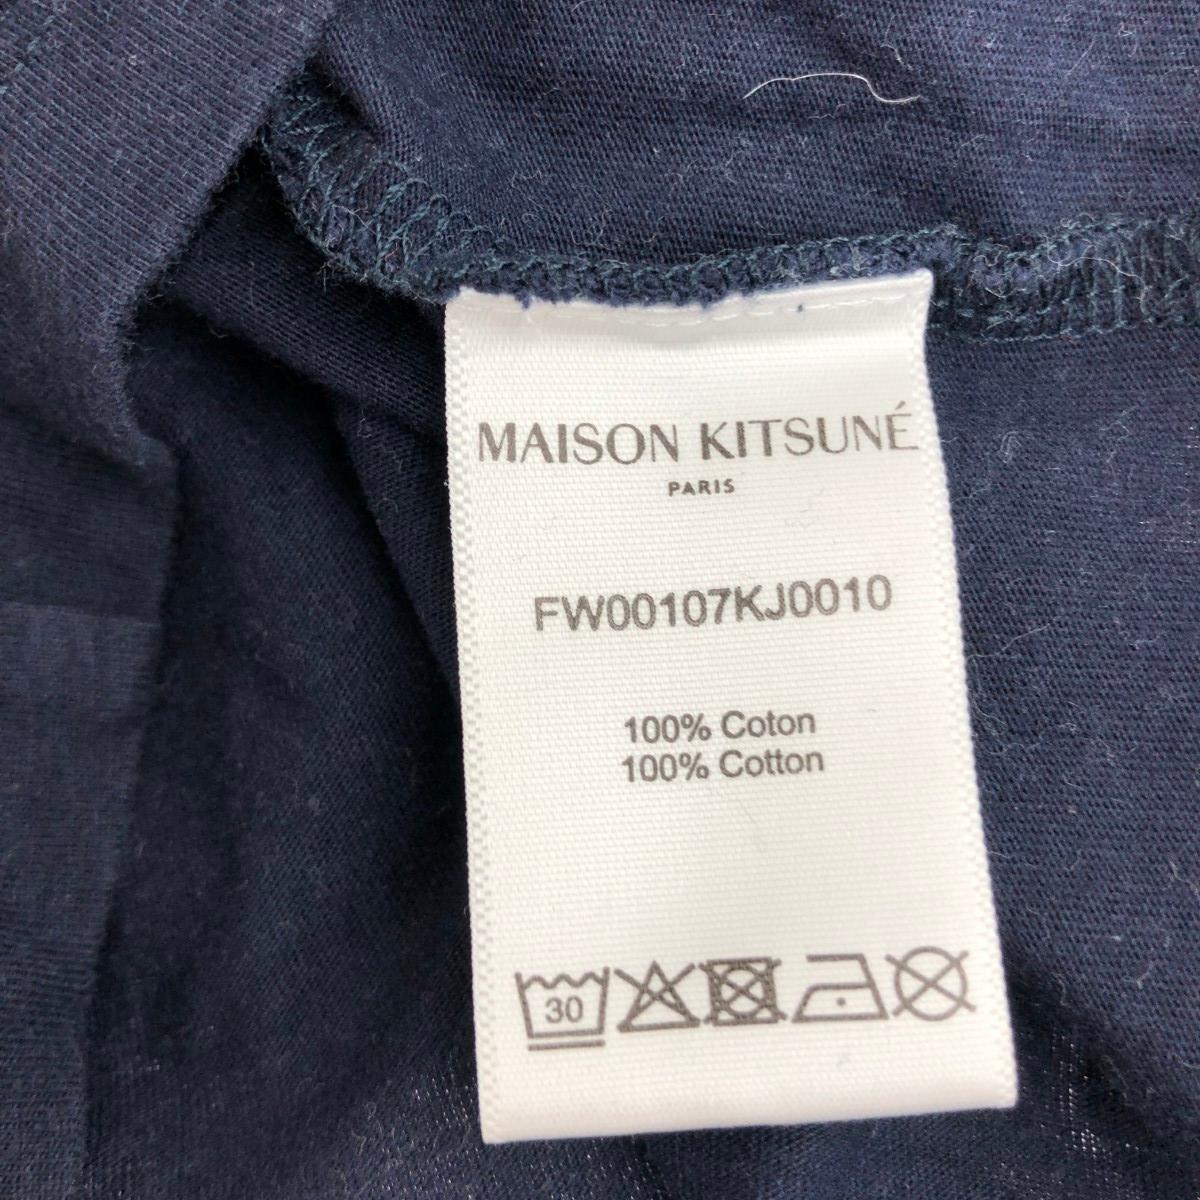 MAISON KITSUNÉ
PARIS
FW00107KJ0010
100% Coton
100% Cotton
30